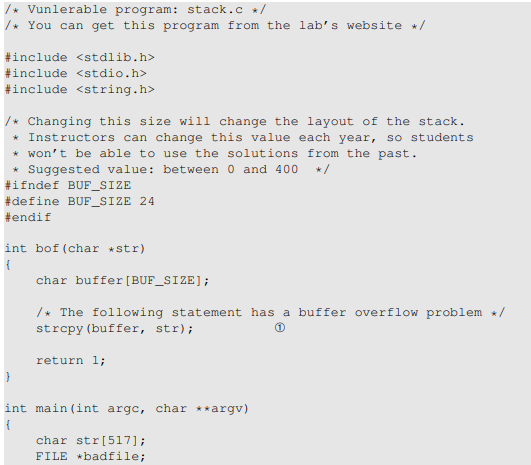 /* Vunlerable program: stack.c */
/* You can get this program from the lab's website */
#include <stdlib.h>
#include <stdio.h>
#include <string.h>
/* Changing this size will change the layout of the stack.
* Instructors can change this value each year, so students
* won't be able to use the solutions from the past.
* Suggested value: between 0 and 400 */
#ifndef BUF_SIZE
#define BUF_SIZE 24
#endif
int bof(char *str)
{
char buffer[BUF_SIZE];
/* The following statement has a buffer overflow problem */
strcpy(buffer, str); ①
return 1;
}
int main(int argc, char **argv)
{
char str[517];
FILE *badfile;